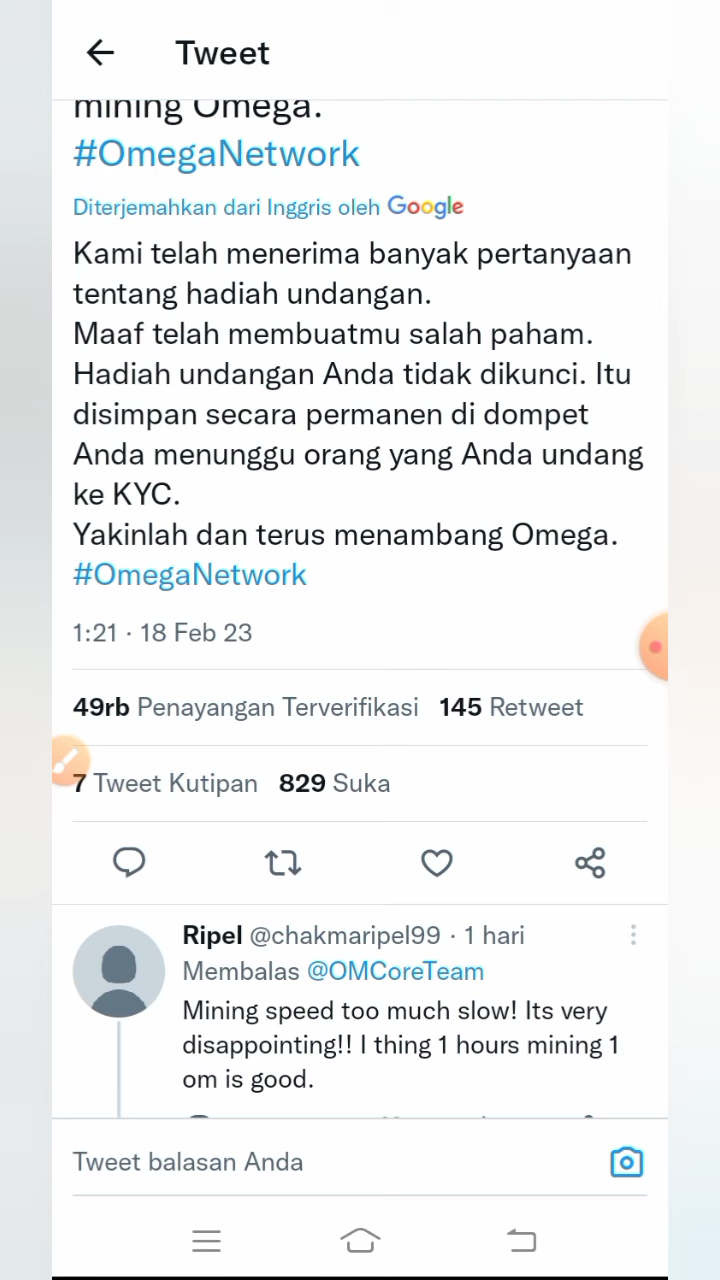 Tweet
mining Omega.
#OmegaNetwork
Diterjemahkan dari Inggris oleh Google
Kami telah menerima banyak pertanyaan
tentang hadiah undangan.
Maaf telah membuatmu salah paham.
Hadiah undangan Anda tidak dikunci. Itu
disimpan secara permanen di dompet
Anda menunggu orang yang Anda undang
ke KYC.
Yakinlah dan terus menambang Omega.
#OmegaNetwork
1:21 · 18 Feb 23
49rb Penayangan Terverifikasi 145 Retweet
7 Tweet Kutipan 829 Suka
Ripel @chakmaripel99 · 1 hari
Membalas @OMCoreTeam
Mining speed too much slow! Its very
disappointing!! I thing 1 hours mining 1
om is good.
Tweet balasan Anda